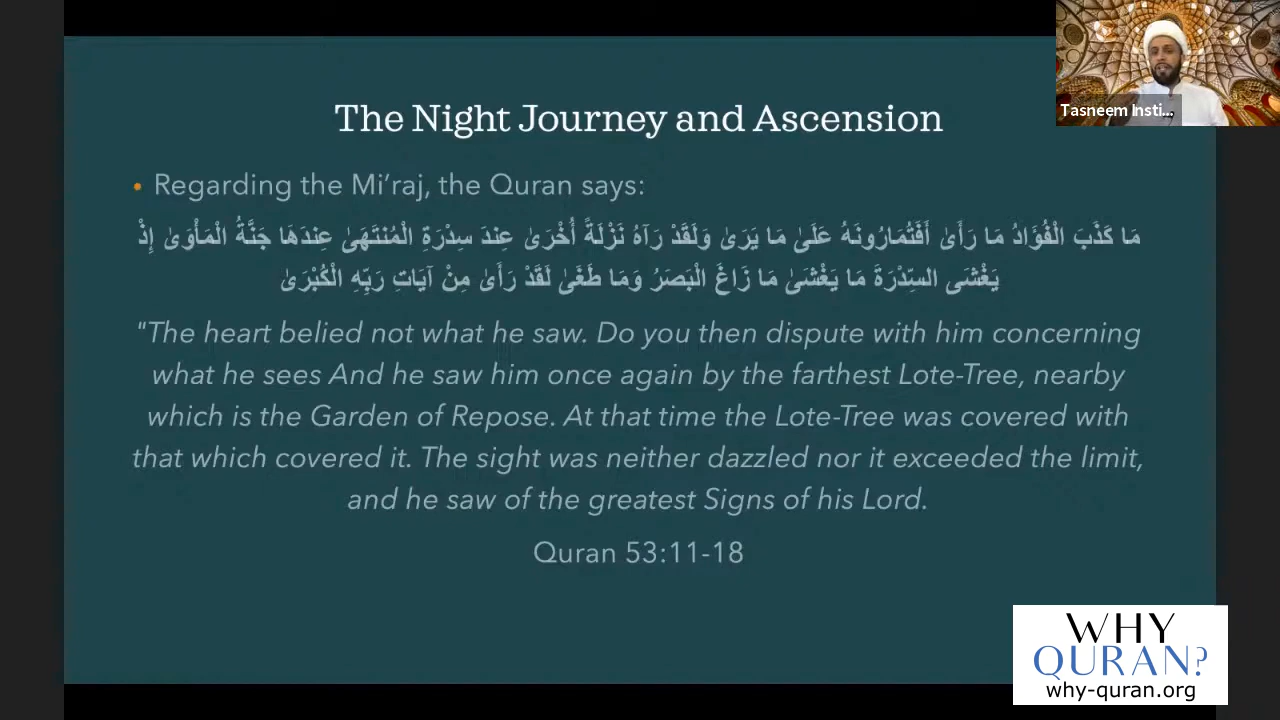 Tasneem Insti...
The Night Journey and Ascension
• Regarding the Mi’raj, the Quran says:
مَا كَذَبَ الْفُؤَادُ مَا رَأَىٰ أَفَتُمَارُونَهُ عَلَىٰ مَا يَرَىٰ وَلَقَدْ رَآهُ نَزْلَةً أُخْرَىٰ عِندَ سِدْرَةِ الْمُنتَهَىٰ عِندَهَا جَنَّةُ الْمَأْوَىٰ إِذْ
يَغْشَى السِّدْرَةَ مَا يَغْشَىٰ مَا زَاغَ الْبَصَرُ وَمَا طَغَىٰ لَقَدْ رَأَىٰ مِنْ آيَاتِ رَبِّهِ الْكُبْرَىٰ
"The heart belied not what he saw. Do you then dispute with him concerning
what he sees And he saw him once again by the farthest Lote-Tree, nearby
which is the Garden of Repose. At that time the Lote-Tree was covered with
that which covered it. The sight was neither dazzled nor it exceeded the limit,
and he saw of the greatest Signs of his Lord.
Quran 53:11-18
WHY
QURAN?
why-quran.org